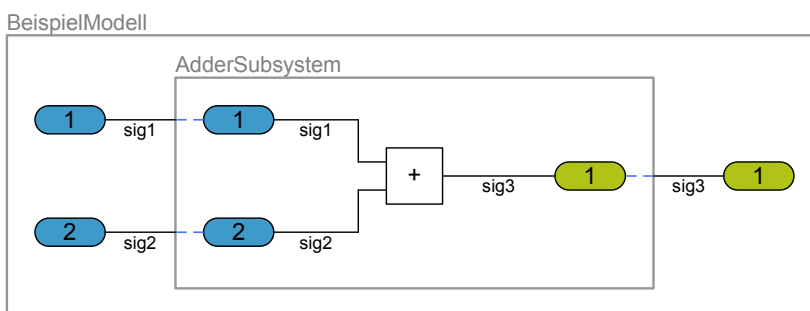 BeispielModell
AdderSubsystem
1
sig1
1
sig1
+
sig3
1
sig3
1
2
sig2
2
sig2